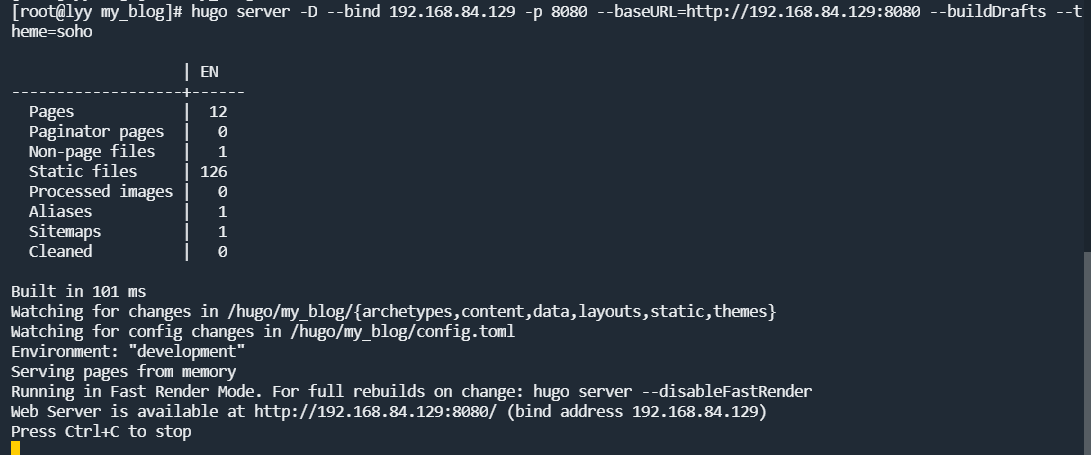 [root@lyy my_blog]# hugo server -D --bind 192.168.84.129 -p 8080 --baseURL=http://192.168.84.129:8080 --buildDrafts --t
heme=soho
                   | EN
-------------------+------
  Pages            |  12
  Paginator pages  |   0
  Non-page files   |   1
  Static files     | 126
  Processed images |   0
  Aliases          |   1
  Sitemaps         |   1
  Cleaned          |   0
Built in 101 ms
Watching for changes in /hugo/my_blog/{archetypes,content,data,layouts,static,themes}
Watching for config changes in /hugo/my_blog/config.toml
Environment: "development"
Serving pages from memory
Running in Fast Render Mode. For full rebuilds on change: hugo server --disableFastRender
Web Server is available at http://192.168.84.129:8080/ (bind address 192.168.84.129)
Press Ctrl+C to stop